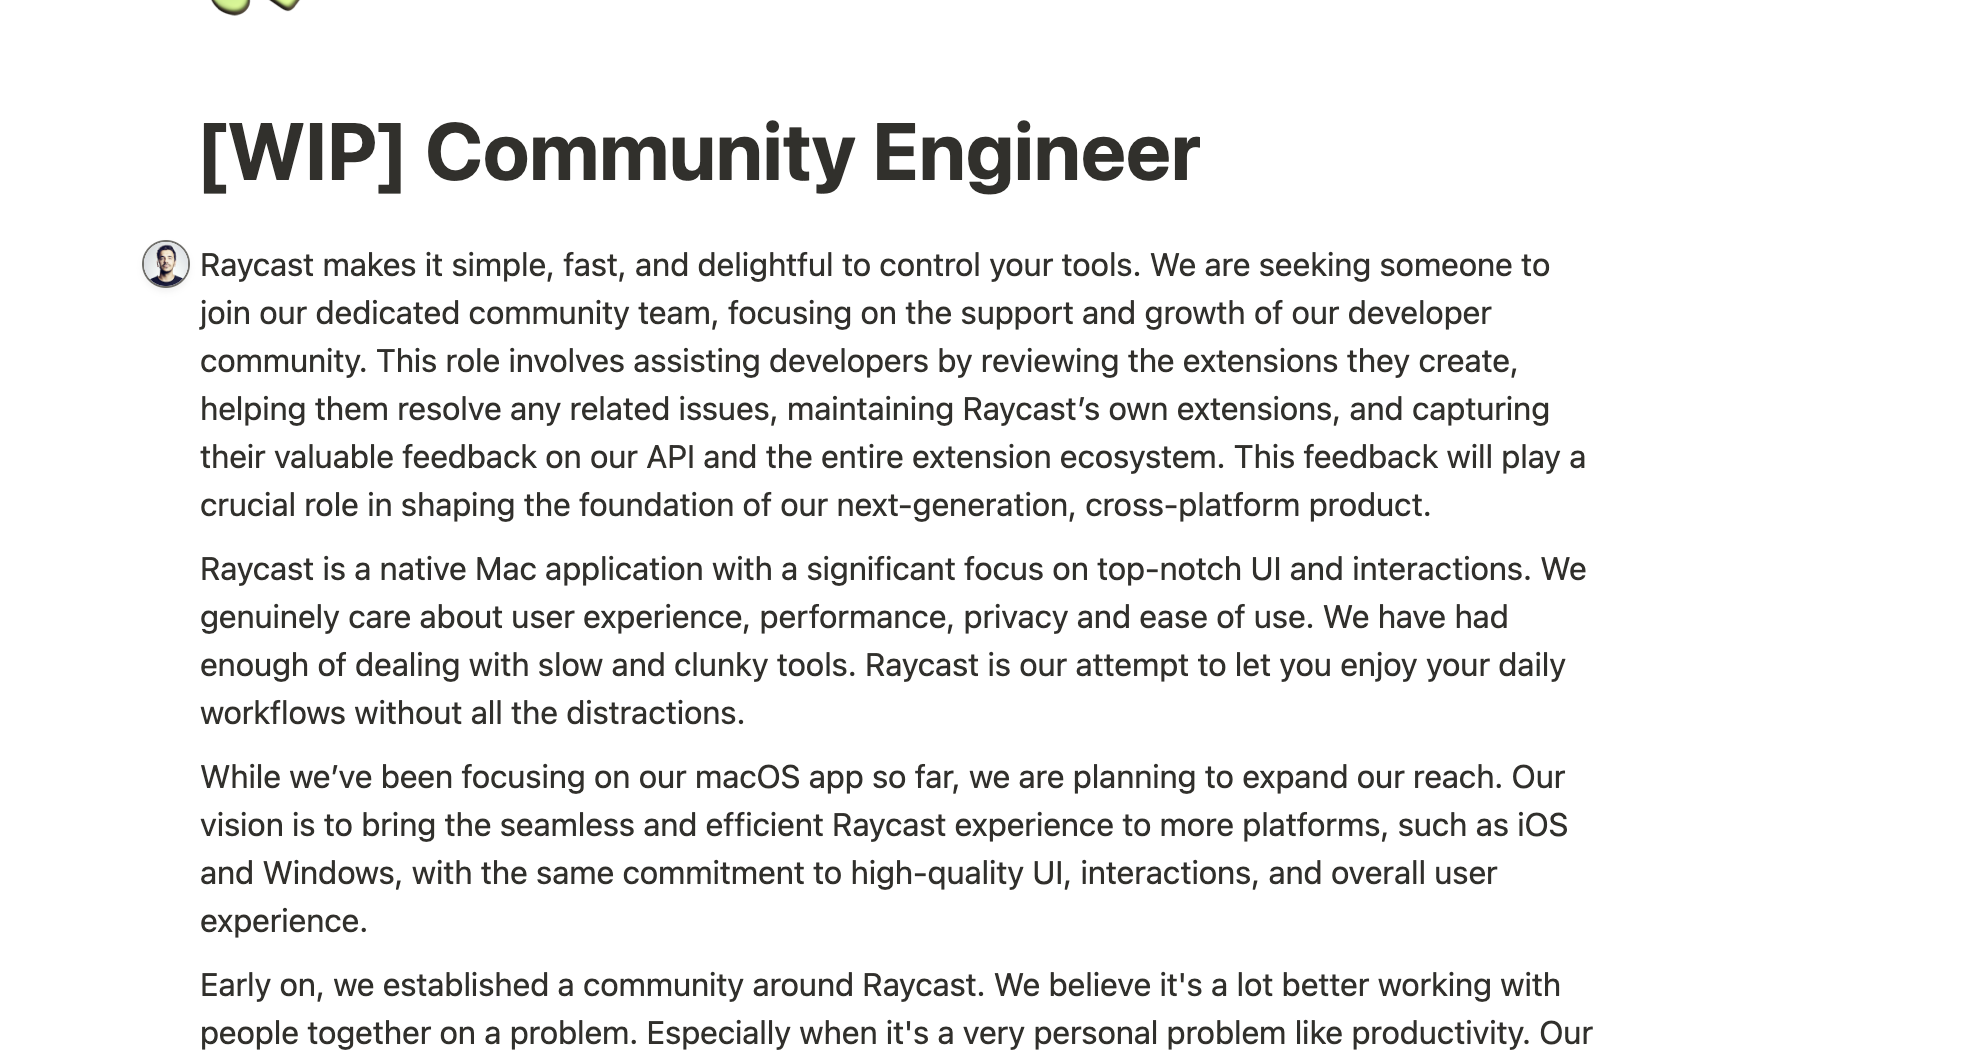 [WIP] Community Engineer
Raycast makes it simple, fast, and delightful to control your tools. We are seeking someone to
join our dedicated community team, focusing on the support and growth of our developer
community. This role involves assisting developers by reviewing the extensions they create,
helping them resolve any related issues, maintaining Raycast’s own extensions, and capturing
their valuable feedback on our API and the entire extension ecosystem. This feedback will play a
crucial role in shaping the foundation of our next-generation, cross-platform product.
Raycast is a native Mac application with a significant focus on top-notch UI and interactions. We
genuinely care about user experience, performance, privacy and ease of use. We have had
enough of dealing with slow and clunky tools. Raycast is our attempt to let you enjoy your daily
workflows without all the distractions.
While we’ve been focusing on our macOS app so far, we are planning to expand our reach. Our
vision is to bring the seamless and efficient Raycast experience to more platforms, such as iOS
and Windows, with the same commitment to high-quality UI, interactions, and overall user
experience.
Early on, we established a community around Raycast. We believe it's a lot better working with
people together on a problem. Especially when it's a very personal problem like productivity. Our